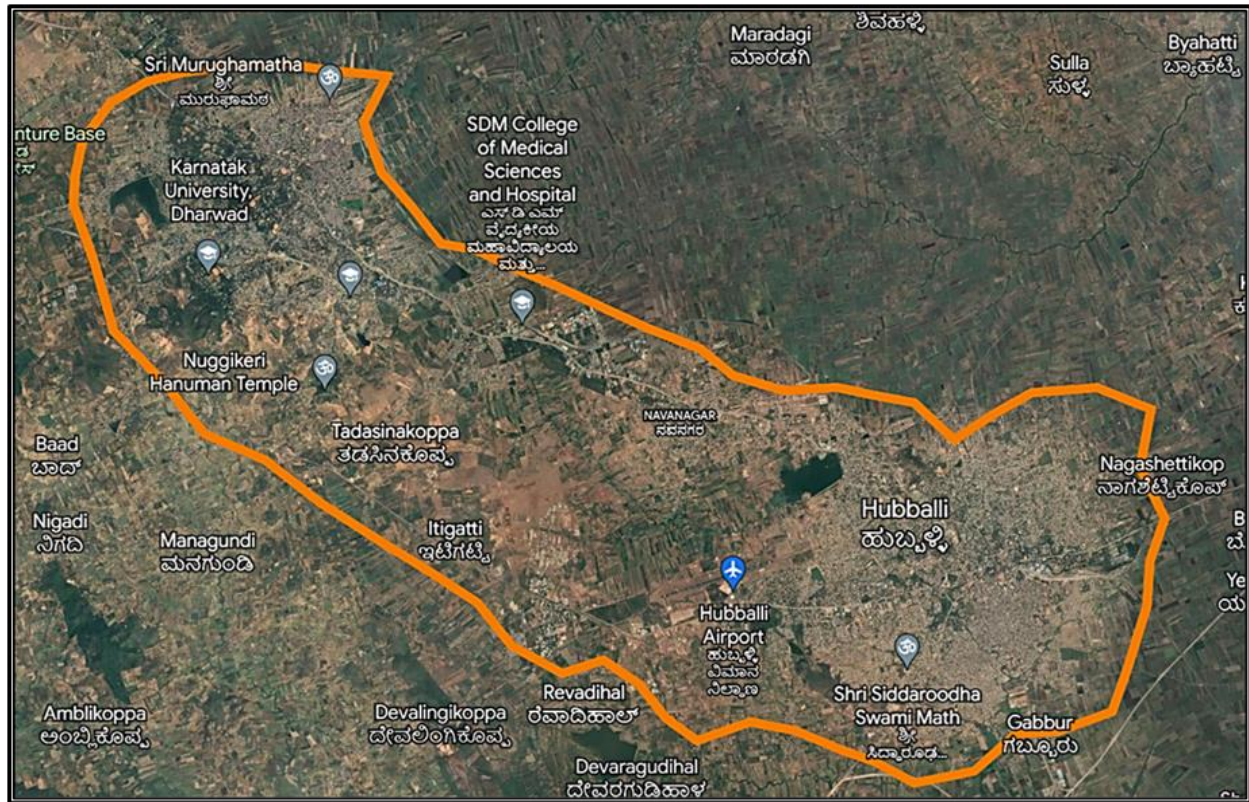 ಶಿವಹಳ್ಳಿ
Maradagi
ಮಾರಡಗಿ
Byahatti
ಬ್ಯಾಹಟ್ಟಿ
Sulla
ಸುಳ್ಳ
Sri Murughamatha
ಶ್ರೀ
ಮುರುಘಾಮಠ
nture Base
SDM College
of Medical
Sciences
and Hospital
ಎಸ್ ಡಿ ಎಮ್
ವೈದ್ಯಕೀಯ
ಮಹಾವಿದ್ಯಾಲಯ
ಮತ್ತು...
Karnatak
University,
Dharwad
Nuggikeri
Hanuman Temple
NAVANAGAR
ನವನಗರ
Tadasinakoppa
ತಡಸಿನಕೊಪ್ಪ
Baad
ಬಾದ್
Nagashettikop
ನಾಗಶೆಟ್ಟಿಕೊಪ್
Hubballi
ಹುಬ್ಬಳ್ಳಿ
Nigadi
ನಿಗದಿ
Managundi
ಮನಗುಂಡಿ
Itigatti
ಇಟಿಗಟ್ಟಿ
Hubballi
Airport
ಹುಬ್ಬಳ್ಳಿ
ವಿಮಾನ
ನಿಲ್ದಾಣ
Revadihal
ರೆವಾದಿಹಾಲ್
Shri Siddaroodha
Swami Math
ಶ್ರೀ
ಸಿದ್ಧಾರೂಢ...
Amblikoppa
ಅಂಬ್ಲಿಕೊಪ್ಪ
Devalingikoppa
ದೇವಲಿಂಗಿಕೊಪ್ಪ
Gabbur
ಗಬ್ಬೂರು
Devaragudihal
ದೇವರಗುಡಿಹಾಳ